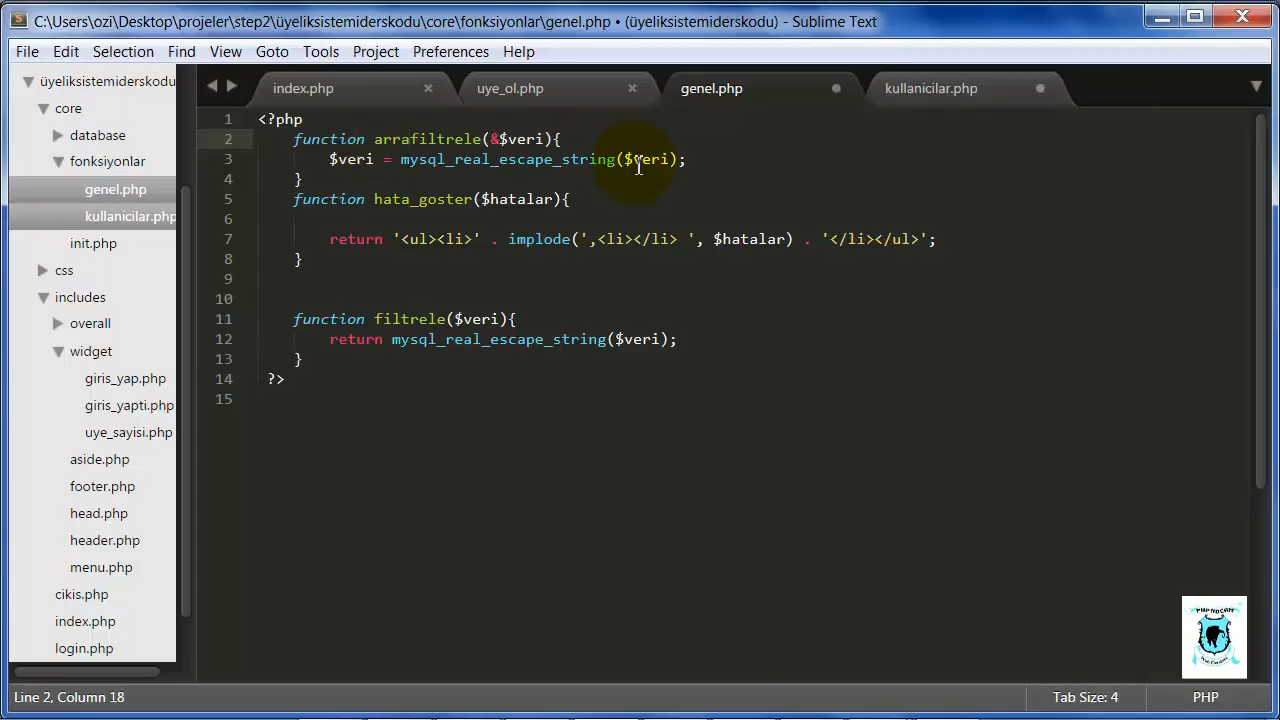 C:\Users\ozi\Desktop\projeler\step2\üyeliksistemiderskodu\core\fonksiyonlar\genel.php • (üyeliksistemiderskodu) - Sublime Text
File Edit Selection Find View Goto Tools Project Preferences Help
üyeliksistemiderskodu
core
database
fonksiyonlar
genel.php
kullanicilar.php
init.php
css
includes
overall
widget
giris_yap.php
giris_yapti.php
uye_sayisi.php
aside.php
footer.php
head.php
header.php
menu.php
cikis.php
index.php
login.php
index.php uye_ol.php genel.php kullanicilar.php
1 <?php
2 function arrafiltrele(&$veri){
3 $veri = mysql_real_escape_string($veri);
4 }
5 function hata_goster($hatalar){
6
7 return '<ul><li>' . implode(',<li></li> ', $hatalar) . '</li></ul>';
8 }
9
10
11 function filtrele($veri){
12 return mysql_real_escape_string($veri);
13 }
14 ?>
15
PHP HOCAM
Line 2, Column 18 Tab Size: 4 PHP